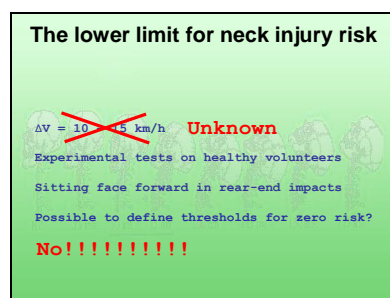 The lower limit for neck injury risk
ΔV = 10 - 15 km/h Unknown
Experimental tests on healthy volunteers
Sitting face forward in rear-end impacts
Possible to define thresholds for zero risk?
No!!!!!!!!!!